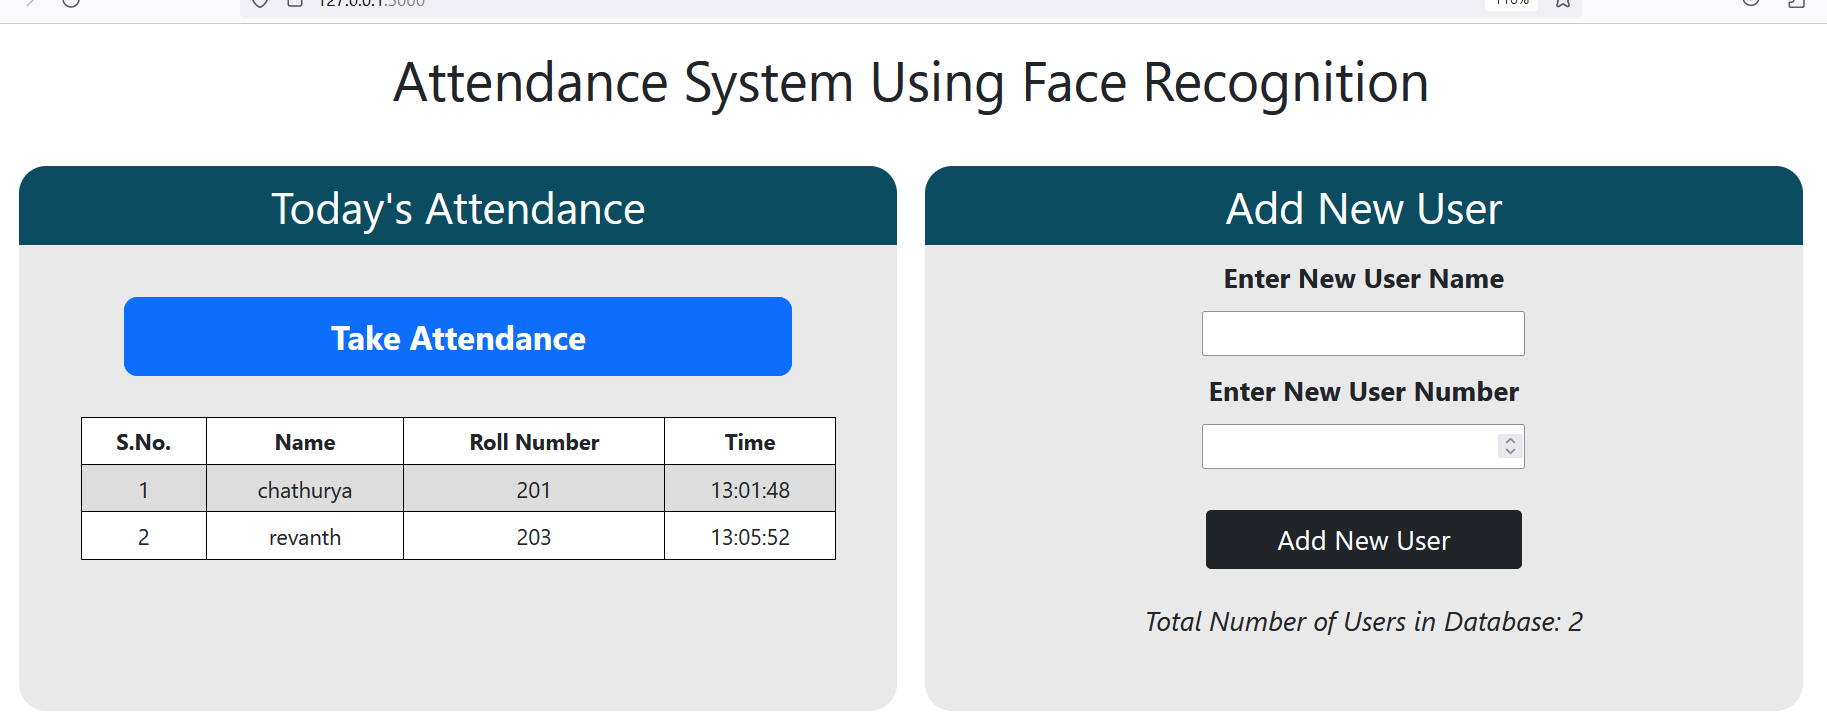 127.0.0.1:5000
110%
Attendance System Using Face Recognition
Today's Attendance
Take Attendance
S.No. Name Roll Number Time
1 chathurya 201 13:01:48
2 revanth 203 13:05:52
Add New User
Enter New User Name
Enter New User Number
Add New User
Total Number of Users in Database: 2